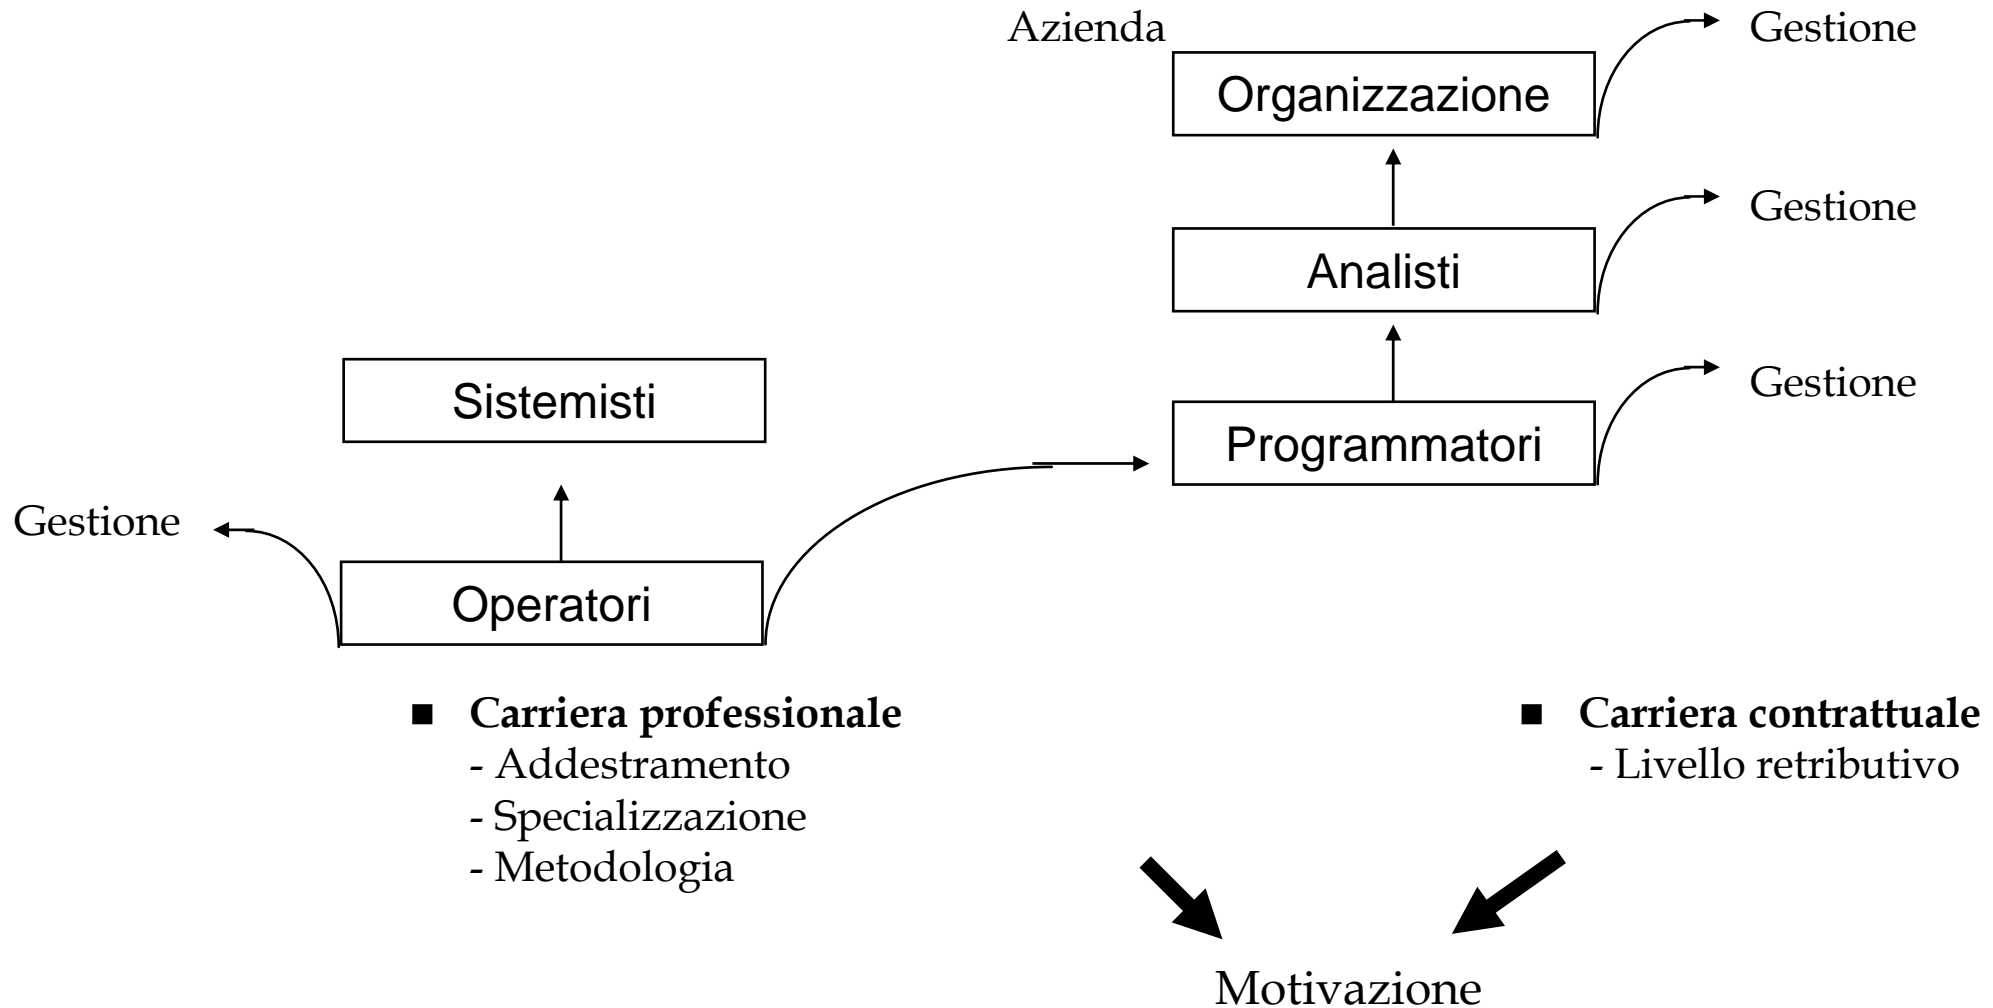 Azienda
Gestione
Organizzazione
Gestione
Analisti
Gestione
Sistemisti
Programmatori
Gestione
Operatori
■ Carriera professionale
- Addestramento
- Specializzazione
- Metodologia
■ Carriera contrattuale
- Livello retributivo
Motivazione